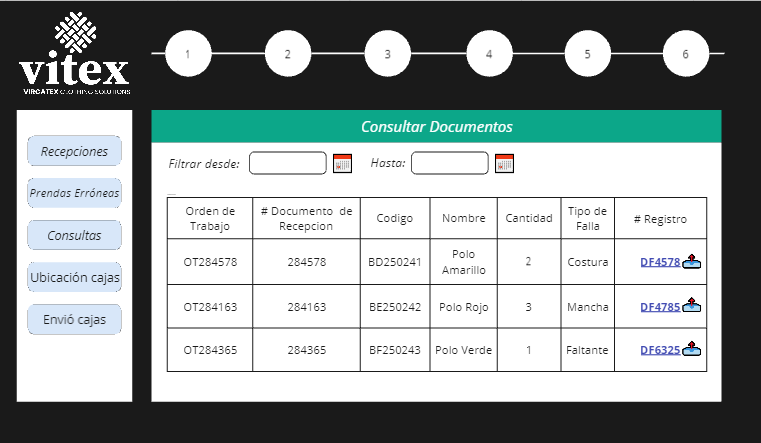 vitex
VIRCATEX CLOTHING SOLUTIONS
1 2 3 4 5 6
Recepciones
Prendas Erróneas
Consultas
Ubicación cajas
Envió cajas
Consultar Documentos
Filtrar desde: Hasta:
Orden de Trabajo # Documento de Recepcion Codigo Nombre Cantidad Tipo de Falla # Registro
OT284578 284578 BD250241 Polo Amarillo 2 Costura DF4578
OT284163 284163 BE250242 Polo Rojo 3 Mancha DF4785
OT284365 284365 BF250243 Polo Verde 1 Faltante DF6325